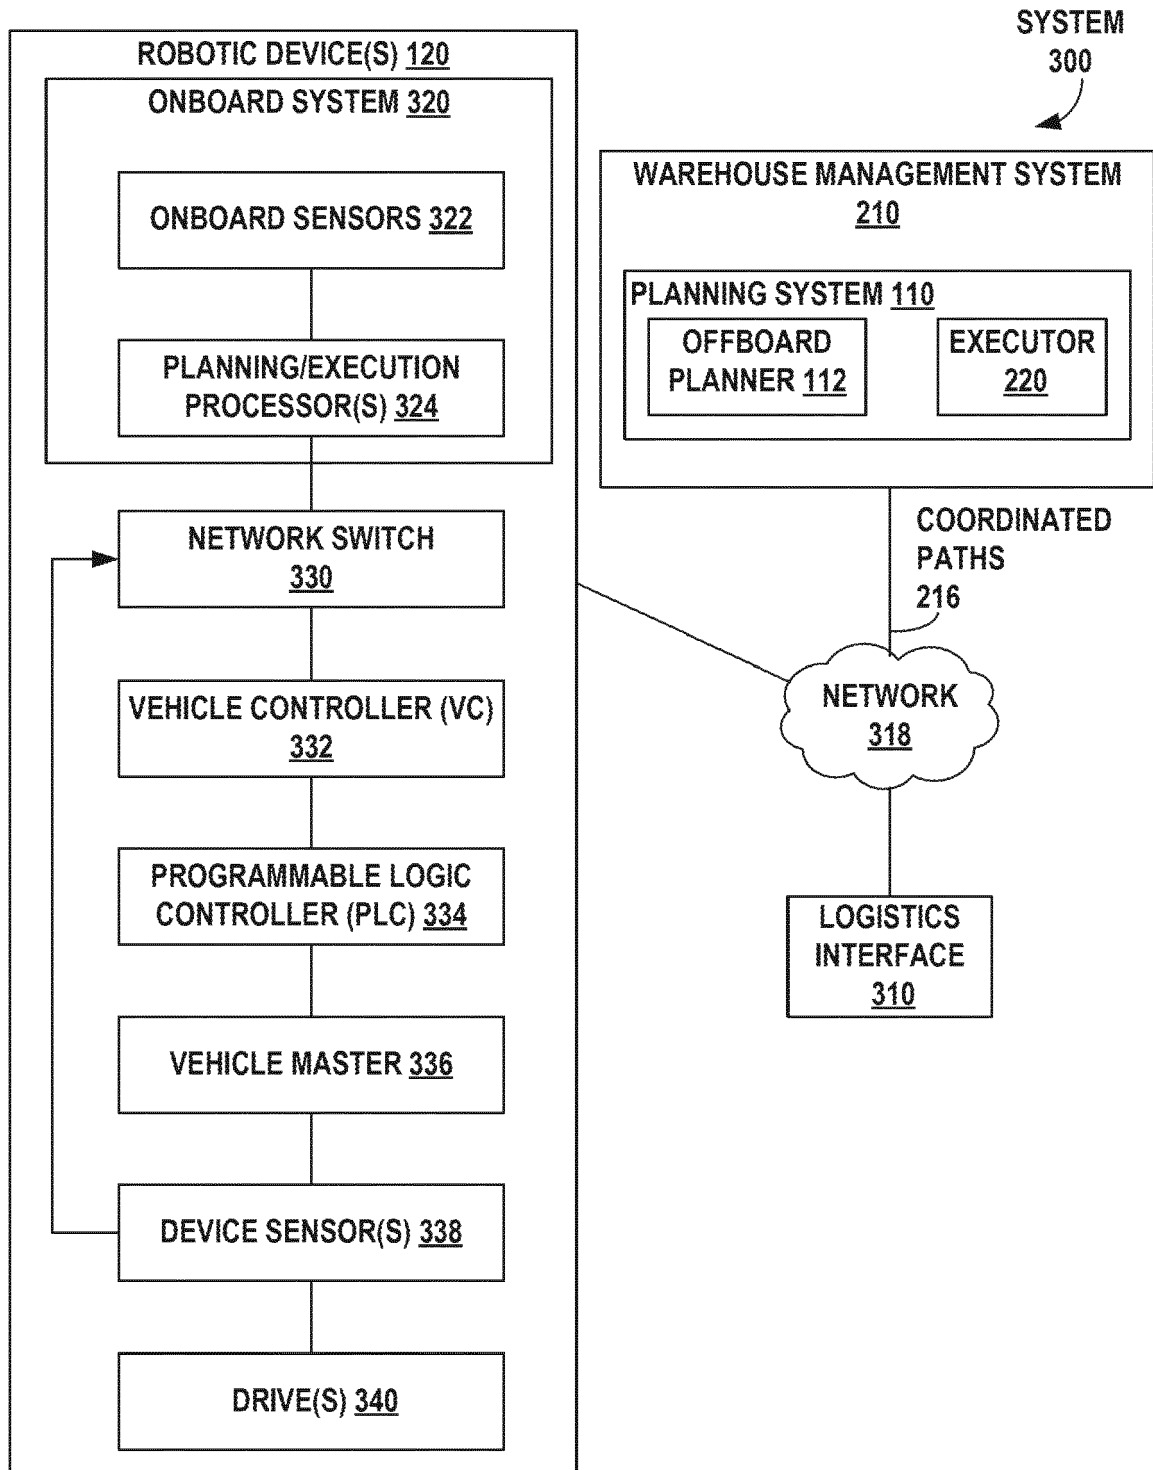 SYSTEM
300
ROBOTIC DEVICE(S) 120
ONBOARD SYSTEM 320
ONBOARD SENSORS 322
PLANNING/EXECUTION
PROCESSOR(S) 324
NETWORK SWITCH
330
VEHICLE CONTROLLER (VC)
332
PROGRAMMABLE LOGIC
CONTROLLER (PLC) 334
VEHICLE MASTER 336
DEVICE SENSOR(S) 338
DRIVE(S) 340
WAREHOUSE MANAGEMENT SYSTEM
210
PLANNING SYSTEM 110
OFFBOARD
PLANNER 112
EXECUTOR
220
COORDINATED
PATHS
216
NETWORK
318
LOGISTICS
INTERFACE
310